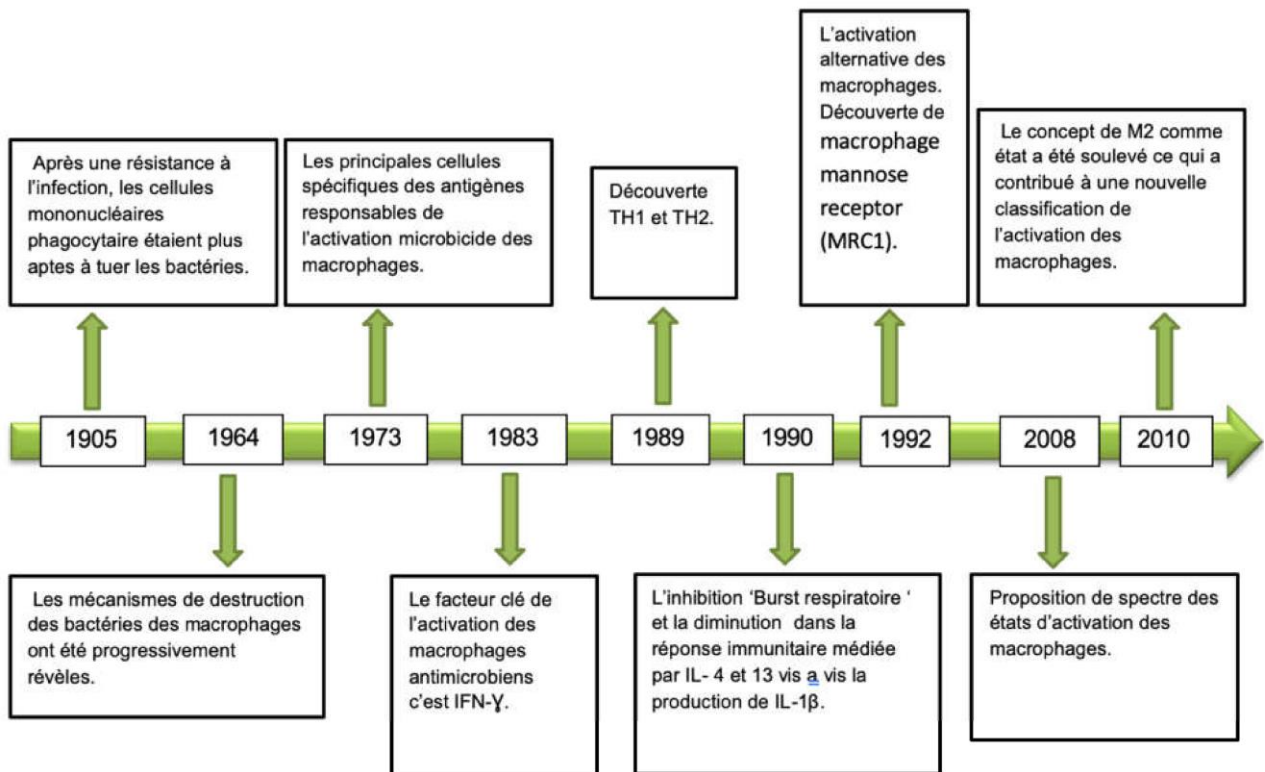 Après une résistance à
l'infection, les cellules
mononucléaires
phagocytaire étaient plus
aptes à tuer les bactéries.
Les principales cellules
spécifiques des antigènes
responsables de
l'activation microbicide des
macrophages.
Découverte
TH1 et TH2.
L'activation
alternative des
macrophages.
Découverte de
macrophage
mannose
receptor
(MRC1).
Le concept de M2 comme
état a été soulevé ce qui a
contribué à une nouvelle
classification de
l'activation des
macrophages.
1905
1964
1973
1983
1989
1990
1992
2008
2010
Les mécanismes de destruction
des bactéries des macrophages
ont été progressivement
révèles.
Le facteur clé de
l'activation des
macrophages
antimicrobiens
c'est IFN-Ɣ.
L'inhibition 'Burst respiratoire '
et la diminution dans la
réponse immunitaire médiée
par IL- 4 et 13 vis a vis la
production de IL-1β.
Proposition de spectre des
états d'activation des
macrophages.